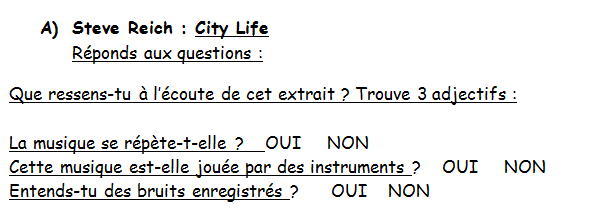 A) Steve Reich : City Life
Réponds aux questions :
Que ressens-tu à l'écoute de cet extrait ? Trouve 3 adjectifs :
La musique se répète-t-elle ? OUI NON
Cette musique est-elle jouée par des instruments ? OUI NON
Entends-tu des bruits enregistrés ? OUI NON